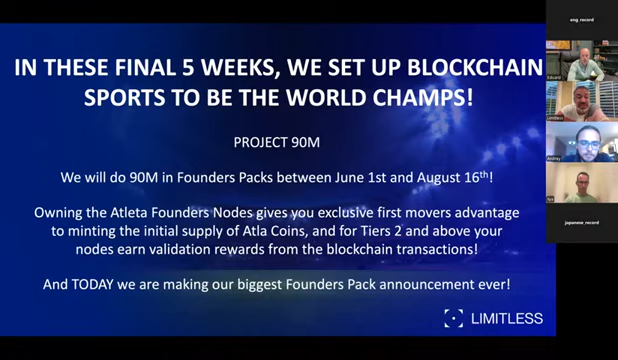 IN THESE FINAL 5 WEEKS, WE SET UP BLOCKCHAIN
SPORTS TO BE THE WORLD CHAMPS!
PROJECT 90M
We will do 90M in Founders Packs between June 1st and August 16th!
Owning the Atleta Founders Nodes gives you exclusive first movers advantage
to minting the initial supply of Atla Coins, and for Tiers 2 and above your
nodes earn validation rewards from the blockchain transactions!
And TODAY we are making our biggest Founders Pack announcement ever!
LIMITLESS
eng_record
Eduard
Limitless
Andrey
japanese_record